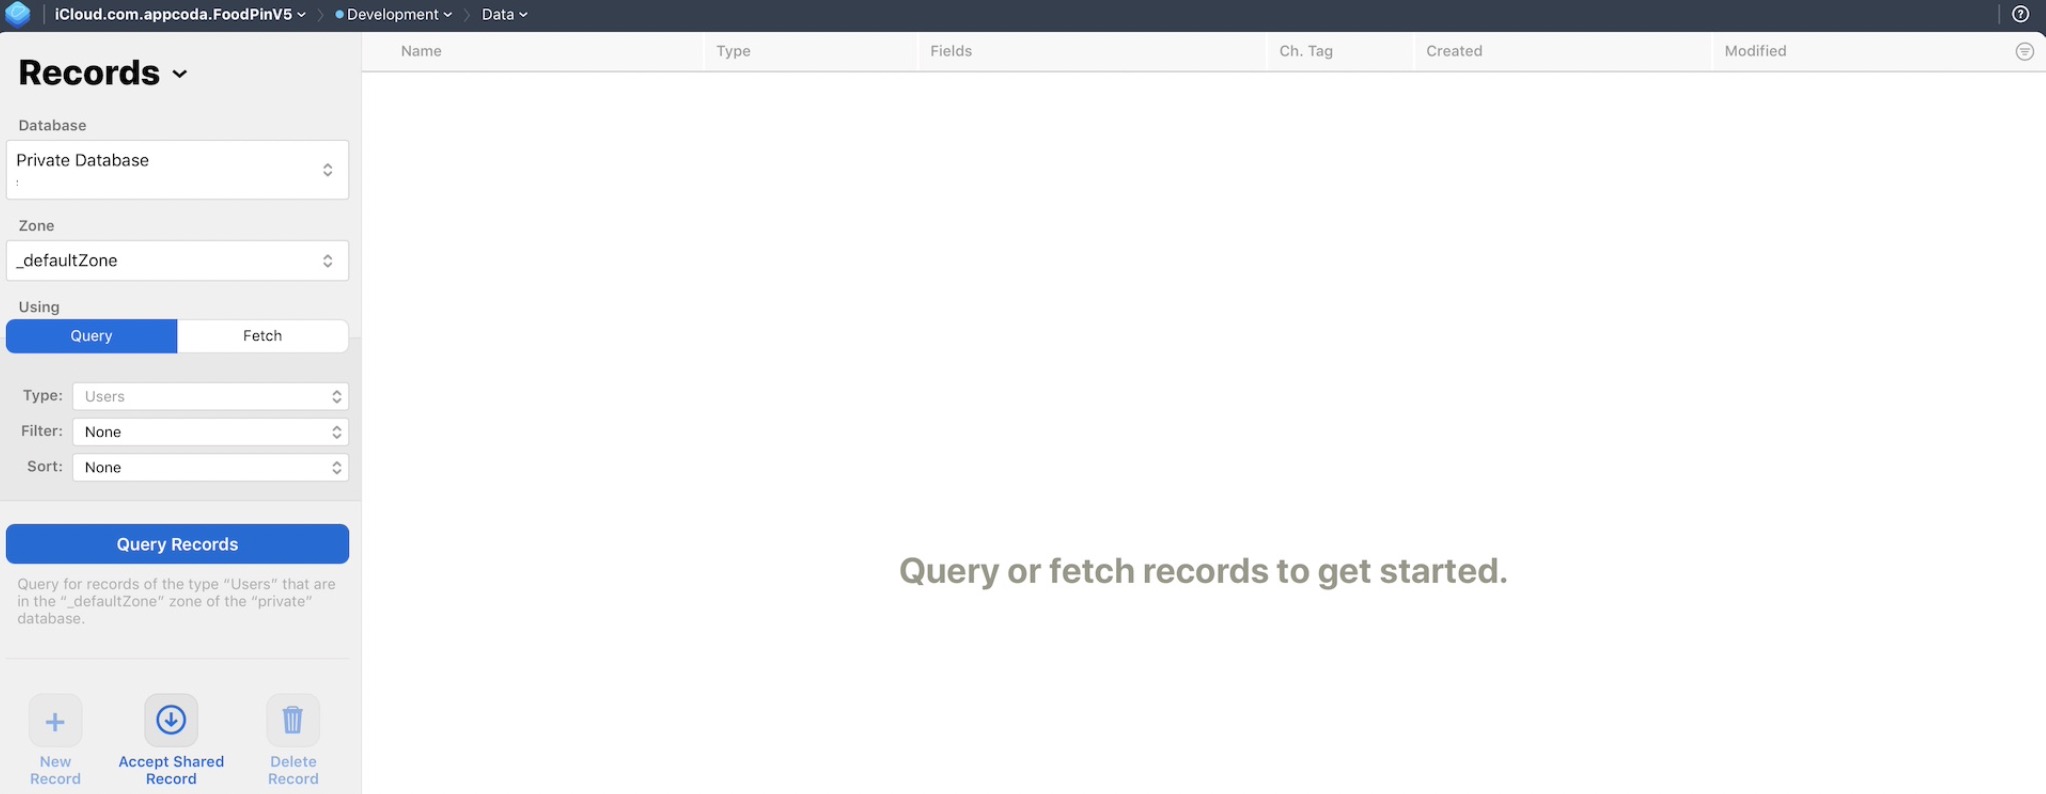 iCloud.com.appcoda.FoodPinV5 Development Data
Records
Database
Private Database
Zone
_defaultZone
Using
Query Fetch
Type: Users
Filter: None
Sort: None
Query Records
Query for records of the type “Users” that are
in the “_defaultZone” zone of the “private”
database.
New
Record
Accept Shared
Record
Delete
Record
Name Type Fields Ch. Tag Created Modified
Query or fetch records to get started.